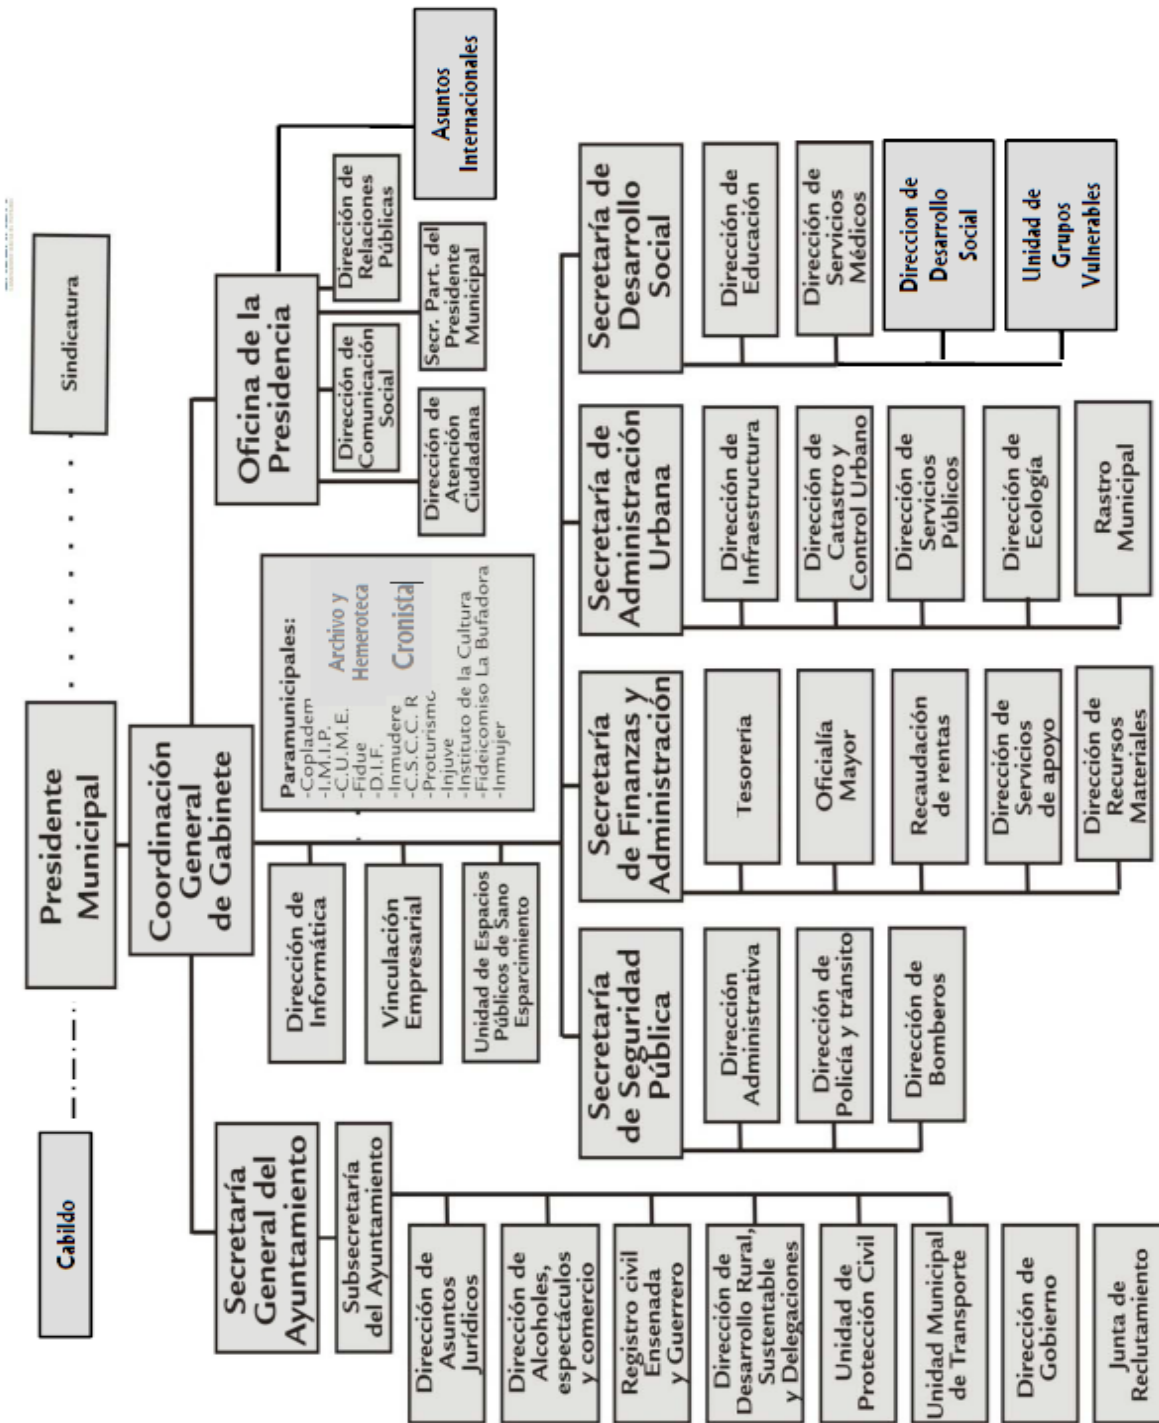 Cabildo
Presidente
Municipal
Sindicatura
Coordinación
General
de Gabinete
Secretaría
General del
Ayuntamiento
Subsecretaría
del Ayuntamiento
Dirección de
Asuntos
Jurídicos
Dirección de
Alcoholes,
espectáculos
y comercio
Registro civil
Ensenada
y Guerrero
Dirección de
Desarrollo Rural,
Sustentable
y Delegaciones
Unidad de
Protección Civil
Unidad Municipal
de Transporte
Dirección de
Gobierno
Junta de
Reclutamiento
Dirección de
Informática
Vinculación
Empresarial
Unidad de Espacios
Públicos de Sano
Esparcimiento
Paramunicipales:
-Copladem
-I.M.I.P.
-C.U.M.E.
-Fidue
-D.I.F.
-Inmudere
-C.S.C.C. R
-Proturismo
-Injuve
-Instituto de la Cultura
-Fideicomiso La Bufadora
-Inmujer
Archivo y
Hemeroteca
Cronista
Oficina de la
Presidencia
Dirección de
Comunicación
Social
Dirección de
Relaciones
Públicas
Dirección de
Atención
Ciudadana
Secr. Part. del
Presidente
Municipal
Asuntos
Internacionales
Secretaría
de Seguridad
Pública
Dirección
Administrativa
Dirección de
Policía y tránsito
Dirección de
Bomberos
Secretaría
de Finanzas y
Administración
Tesorería
Oficialía
Mayor
Recaudación
de rentas
Dirección de
Servicios
de apoyo
Dirección de
Recursos
Materiales
Secretaría de
Administración
Urbana
Dirección de
Infraestructura
Dirección de
Catastro y
Control Urbano
Dirección de
Servicios
Públicos
Dirección de
Ecología
Rastro
Municipal
Secretaría de
Desarrollo
Social
Dirección de
Educación
Dirección de
Servicios
Médicos
Direccion de
Desarrollo
Social
Unidad de
Grupos
Vulnerables